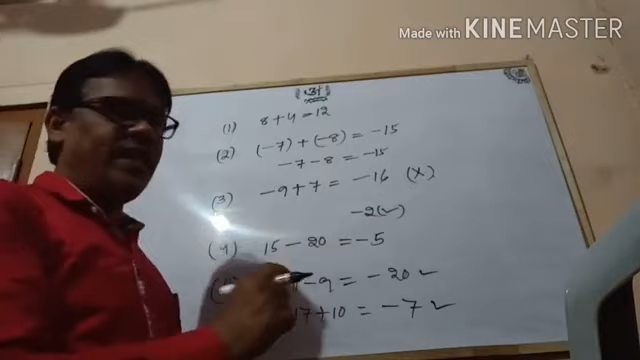 Made with KINEMASTER
ॐ
(1) 8 + 4 = 12
(2) (-7) + (-8) = -15
-7 - 8 = -15
(3) -9 + 7 = -16 (×)
-2 (✓)
(4) 15 - 20 = -5
- 9 = -20 ✓
17 + 10 = -7 ✓